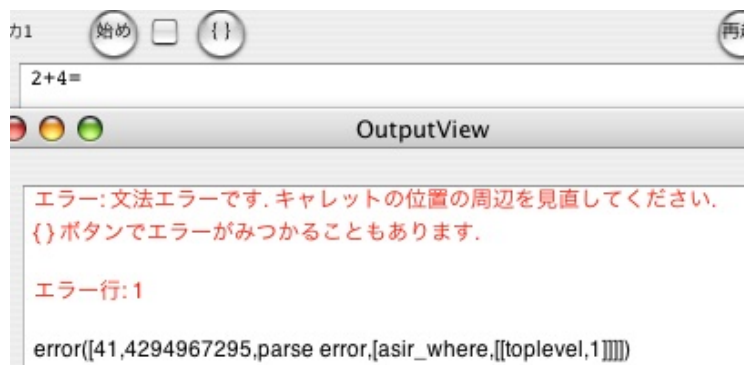 力1 始め { } 再起
2+4=
OutputView
エラー: 文法エラーです. キャレットの位置の周辺を見直してください.
{ } ボタンでエラーがみつかることもあります.
エラー行: 1
error([41,4294967295,parse error,[asir_where,[[toplevel,1]]]])